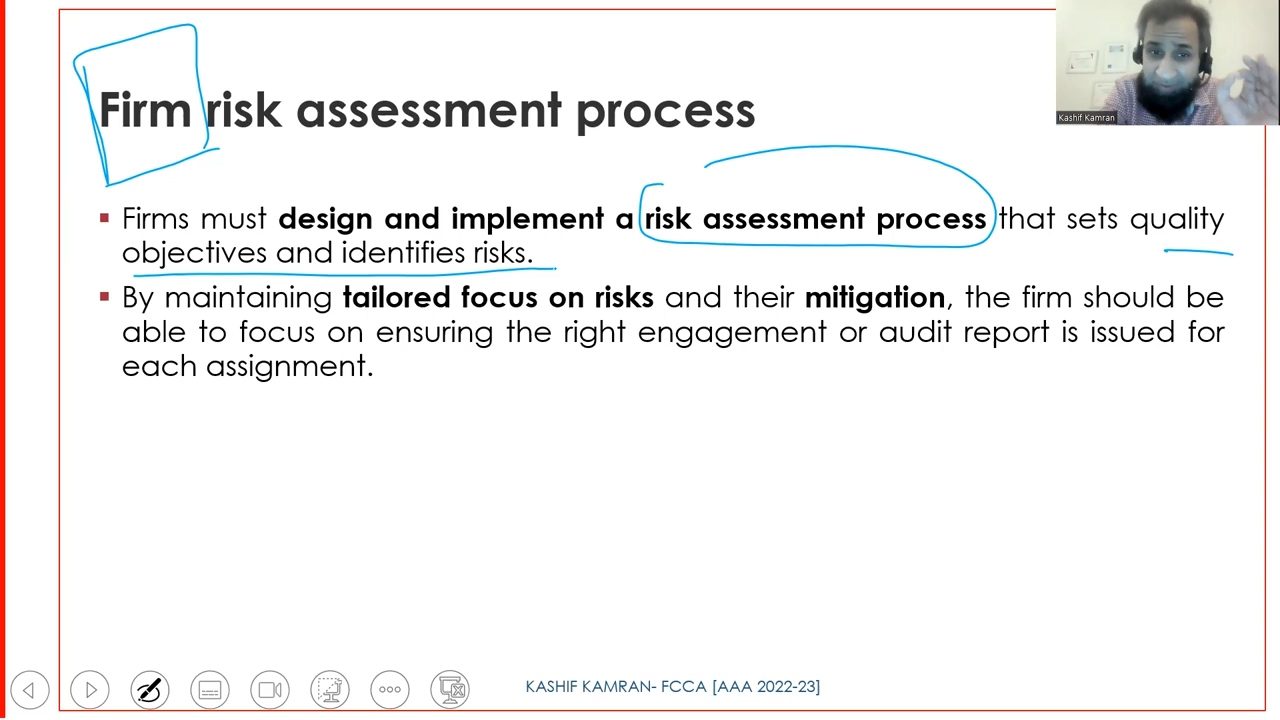 Firm risk assessment process
Kashif Kamran
▪ Firms must design and implement a risk assessment process that sets quality
objectives and identifies risks.
▪ By maintaining tailored focus on risks and their mitigation, the firm should be
able to focus on ensuring the right engagement or audit report is issued for
each assignment.
KASHIF KAMRAN- FCCA [AAA 2022-23]